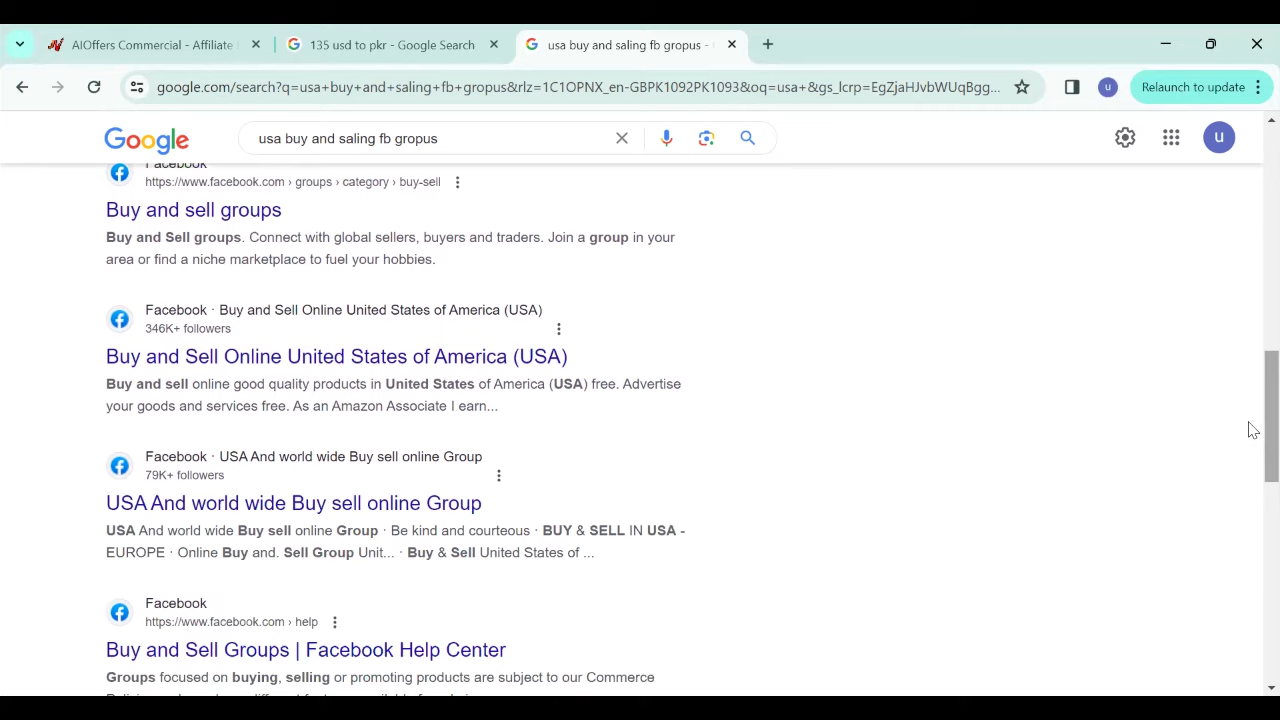 AIOffers Commercial - Affiliate
135 usd to pkr - Google Search
usa buy and saling fb gropus -
google.com/search?q=usa+buy+and+saling+fb+gropus&rlz=1C1OPNX_en-GBPK1092PK1093&oq=usa+&gs_lcrp=EgZjaHJvbWUqBgg...
u
Relaunch to update
Google
usa buy and saling fb gropus
u
Facebook
https://www.facebook.com › groups › category › buy-sell
Buy and sell groups
Buy and Sell groups. Connect with global sellers, buyers and traders. Join a group in your
area or find a niche marketplace to fuel your hobbies.
Facebook · Buy and Sell Online United States of America (USA)
346K+ followers
Buy and Sell Online United States of America (USA)
Buy and sell online good quality products in United States of America (USA) free. Advertise
your goods and services free. As an Amazon Associate I earn...
Facebook · USA And world wide Buy sell online Group
79K+ followers
USA And world wide Buy sell online Group
USA And world wide Buy sell online Group · Be kind and courteous · BUY & SELL IN USA -
EUROPE · Online Buy and. Sell Group Unit... · Buy & Sell United States of ...
Facebook
https://www.facebook.com › help
Buy and Sell Groups | Facebook Help Center
Groups focused on buying, selling or promoting products are subject to our Commerce